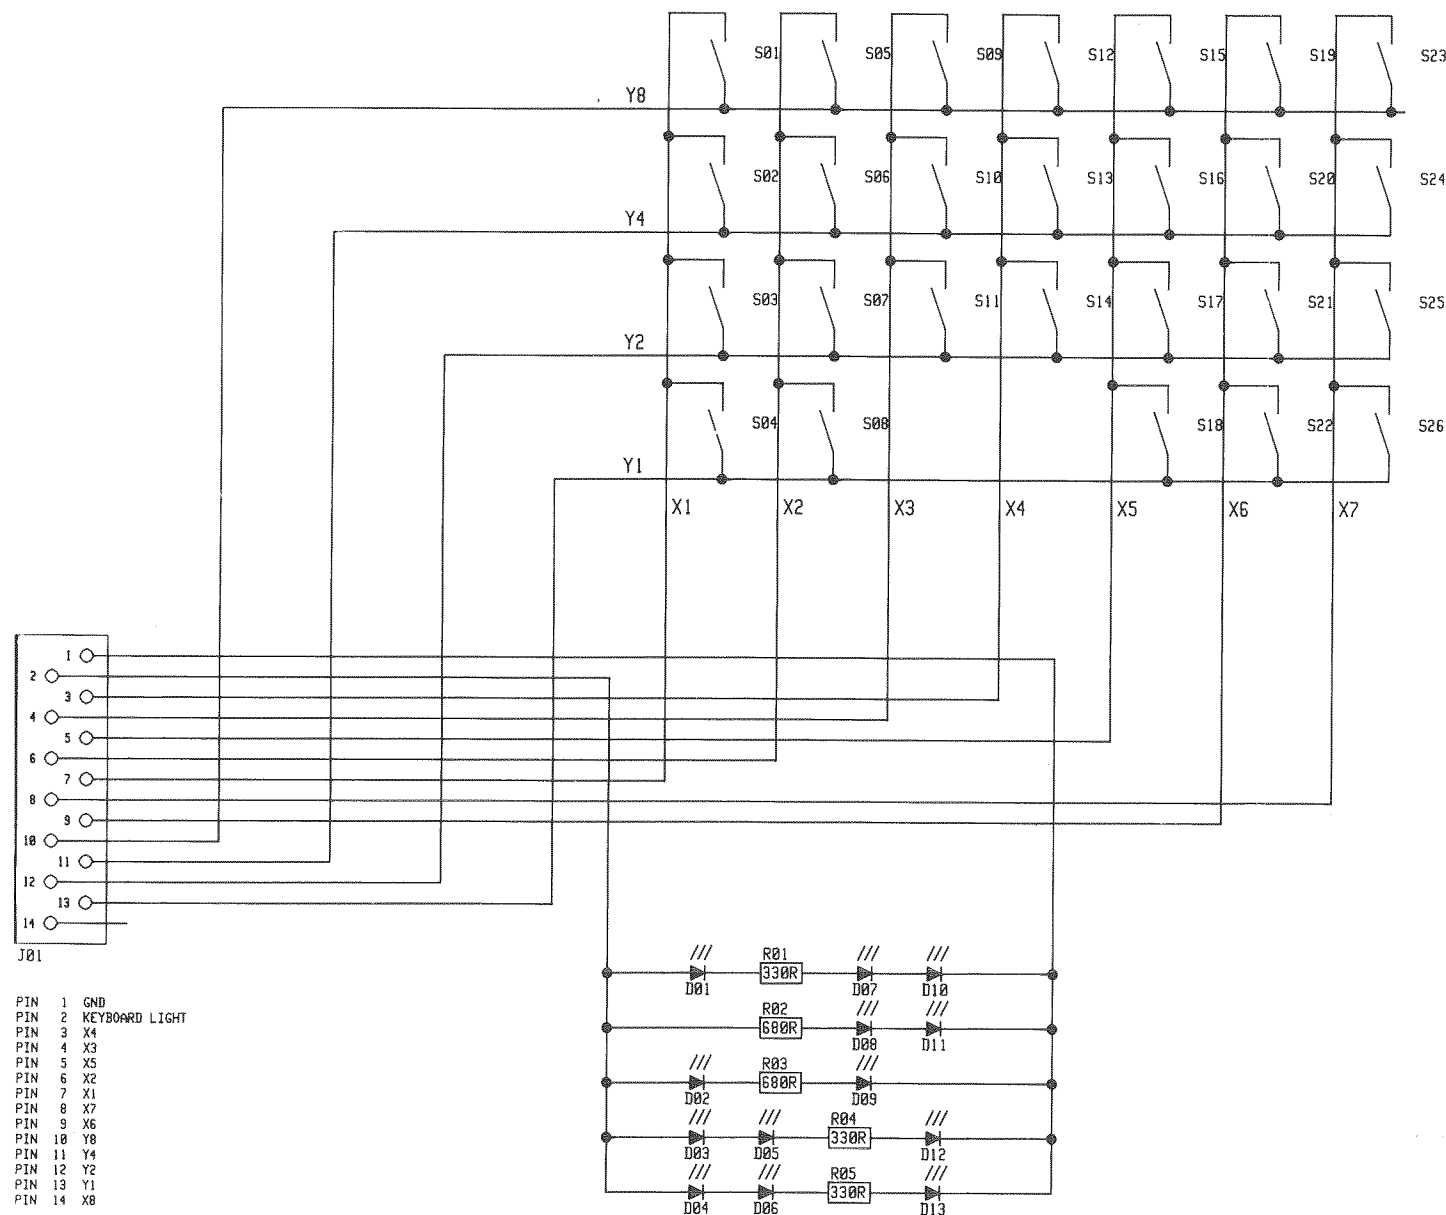 S01 S05 S09 S12 S15 S19 S23
Y8
S02 S06 S10 S13 S16 S20 S24
Y4
S03 S07 S11 S14 S17 S21 S25
Y2
S04 S08 S18 S22 S26
Y1
X1 X2 X3 X4 X5 X6 X7
1
2
3
4
5
6
7
8
9
10
11
12
13
14
J01
R01
330R
D01 D07 D10
R02
680R
D08 D11
R03
680R
D02 D09
R04
330R
D03 D05 D12
R05
330R
D04 D06 D13
PIN 1 GND
PIN 2 KEYBOARD LIGHT
PIN 3 X4
PIN 4 X3
PIN 5 X5
PIN 6 X2
PIN 7 X1
PIN 8 X7
PIN 9 X6
PIN 10 Y8
PIN 11 Y4
PIN 12 Y2
PIN 13 Y1
PIN 14 X8